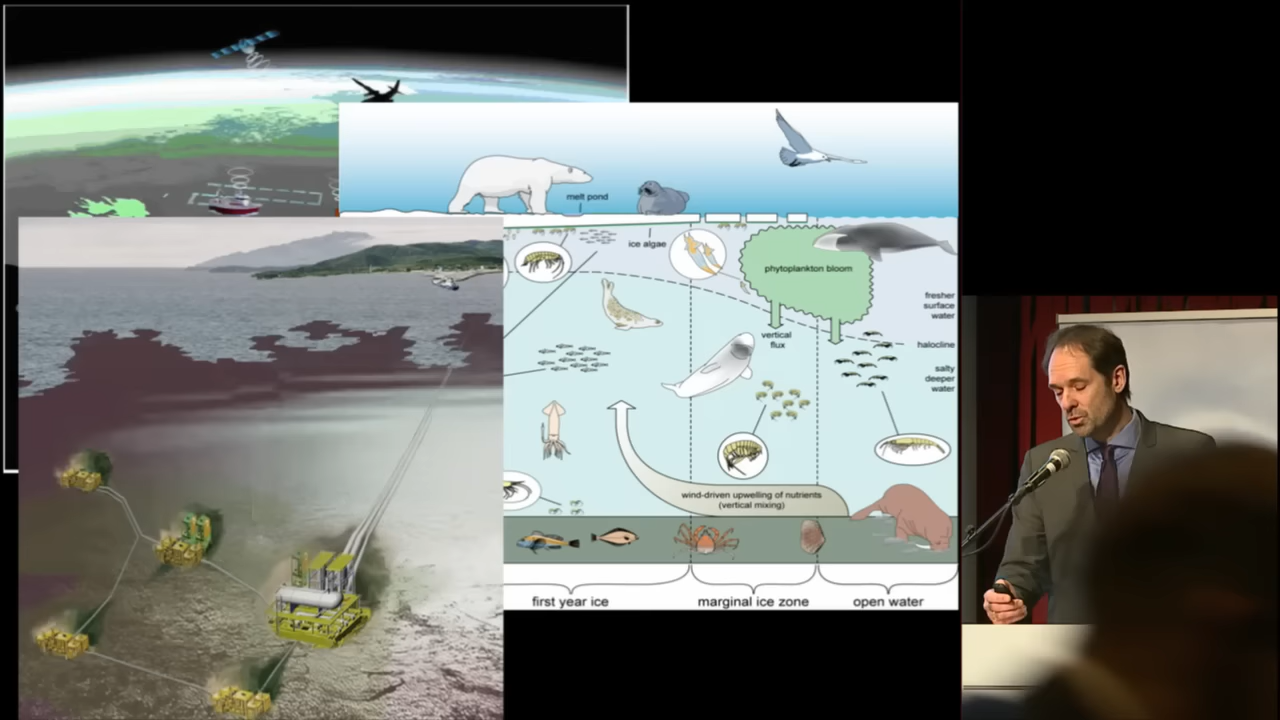 melt pond
ice algae
phytoplankton bloom
fresher
surface
water
vertical
flux
halocline
salty
deeper
water
wind-driven upwelling of nutrients
(vertical mixing)
first year ice
marginal ice zone
open water